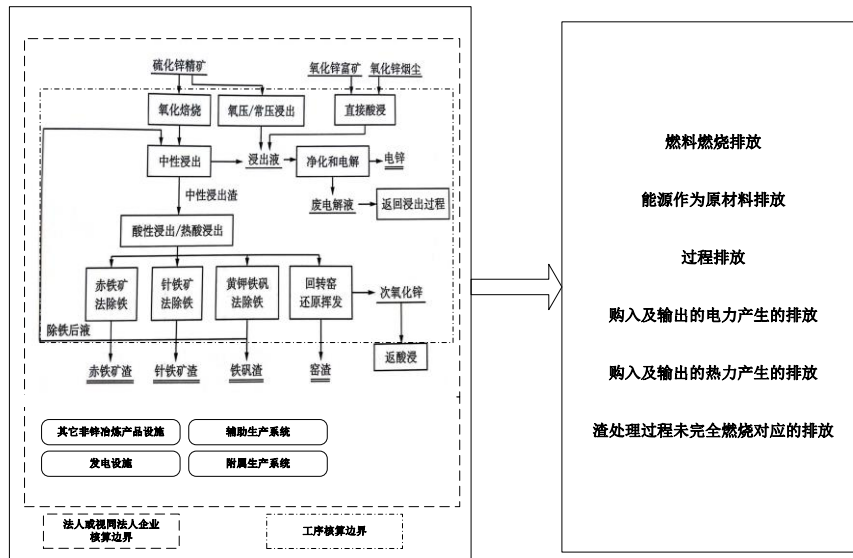 硫化锌精矿
氧化锌富矿 氧化锌烟尘
氧化焙烧
氧压/常压浸出
直接酸浸
中性浸出
浸出液
净化和电解
电锌
中性浸出渣
废电解液
返回浸出过程
酸性浸出/热酸浸出
赤铁矿
法除铁
针铁矿
法除铁
黄钾铁矾
法除铁
回转窑
还原挥发
次氧化锌
除铁后液
返酸浸
赤铁矿渣
针铁矿渣
铁矾渣
窑渣
其它非锌冶炼产品设施
辅助生产系统
发电设施
附属生产系统
法人或视同法人企业
核算边界
工序核算边界
燃料燃烧排放
能源作为原材料排放
过程排放
购入及输出的电力产生的排放
购入及输出的热力产生的排放
渣处理过程未完全燃烧对应的排放